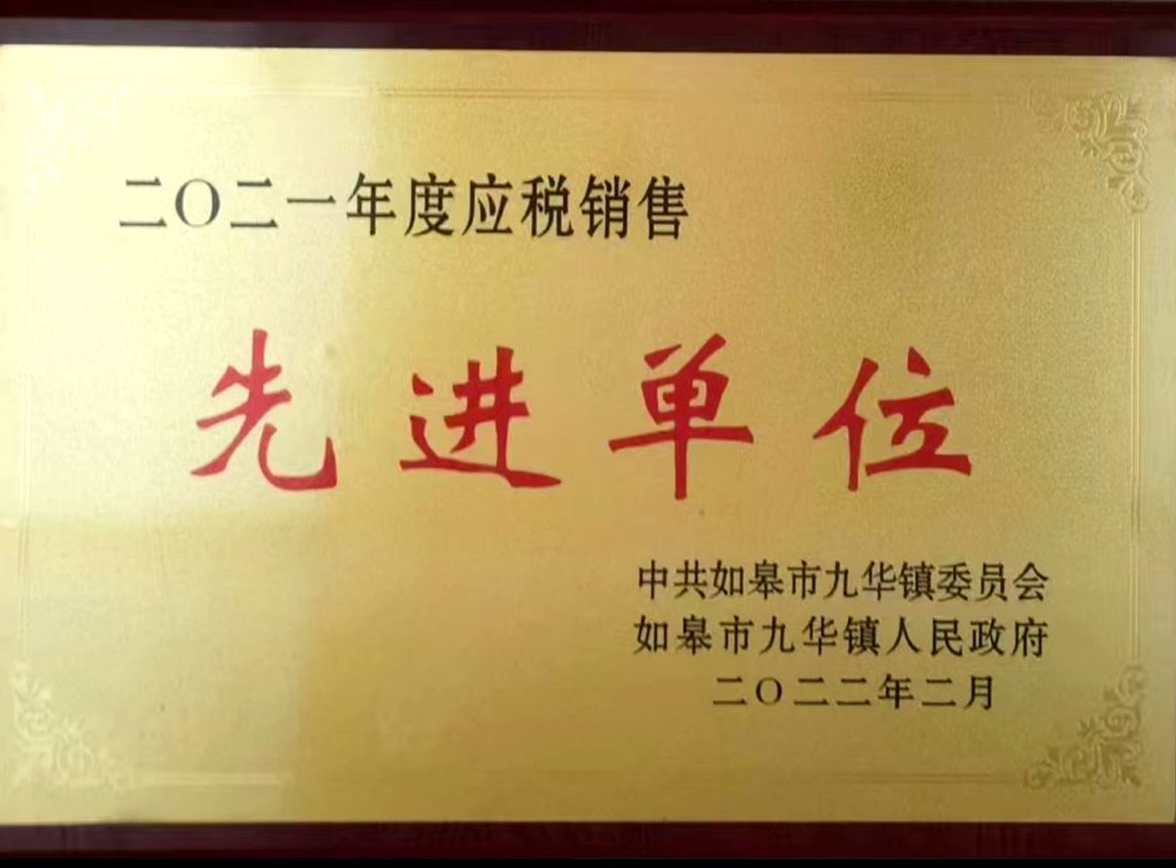 二〇二一年度应税销售
先进单位
中共如皋市九华镇委员会
如皋市九华镇人民政府
二〇二二年二月